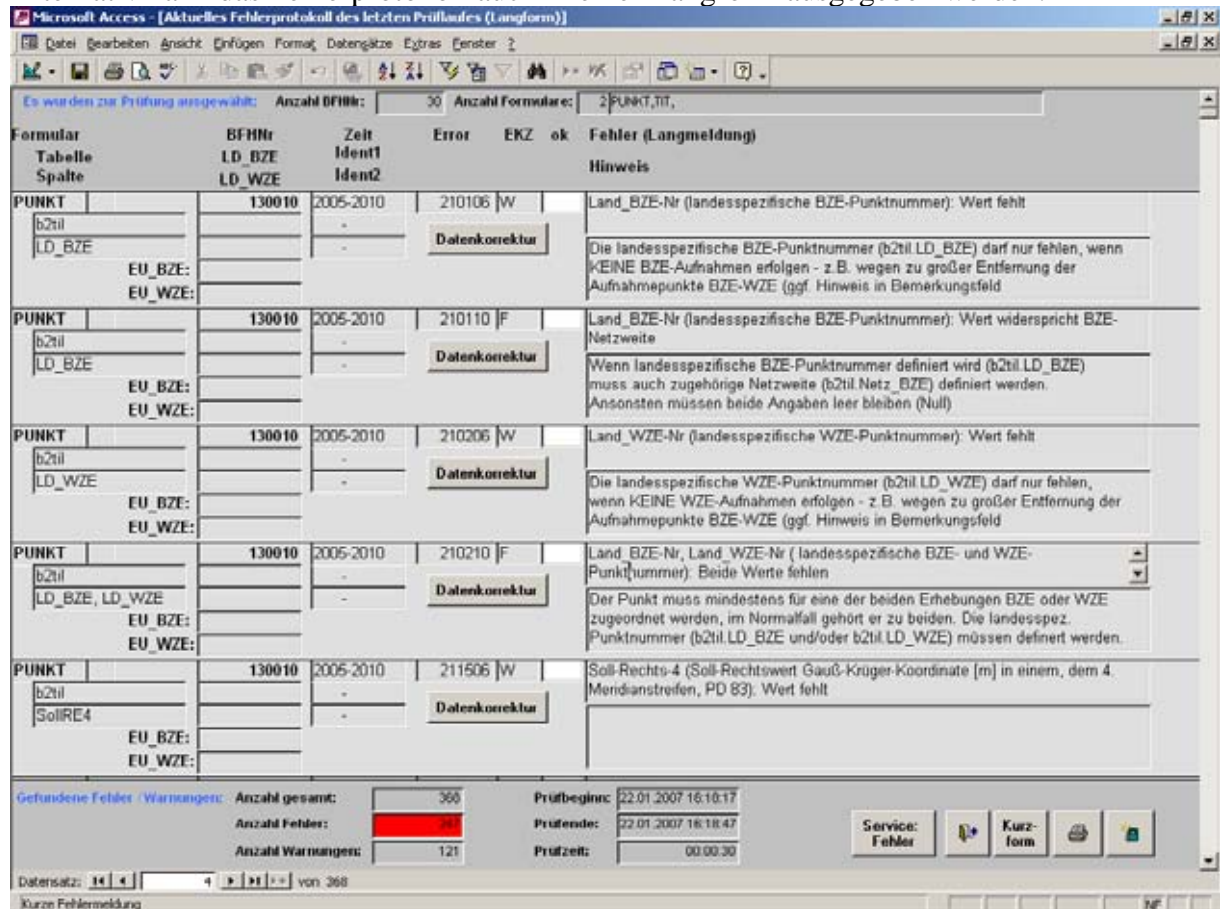 Microsoft Access - [Aktuelles Fehlerprotokoll des letzten Prüflaufes (Langform)]
Datei Bearbeiten Ansicht Einfügen Format Datensätze Extras Fenster ?
Es wurden zur Prüfung ausgewählt: Anzahl BFHNr: 30 Anzahl Formulare: 2 PUNKT,TIT,
Formular BFHNr Zeit Error EKZ ok Fehler (Langmeldung)
Tabelle LD_BZE Ident1
Spalte LD_WZE Ident2 Hinweis
PUNKT 130010 2005-2010 210106 W Land_BZE-Nr (landesspezifische BZE-Punktnummer): Wert fehlt
b2til -
LD_BZE - Datenkorrektur Die landesspezifische BZE-Punktnummer (b2til.LD_BZE) darf nur fehlen, wenn
EU_BZE: KEINE BZE-Aufnahmen erfolgen - z.B. wegen zu großer Entfernung der
EU_WZE: Aufnahmepunkte BZE-WZE (ggf. Hinweis in Bemerkungsfeld
PUNKT 130010 2005-2010 210110 F Land_BZE-Nr (landesspezifische BZE-Punktnummer): Wert widerspricht BZE-
b2til - Netzweite
LD_BZE - Datenkorrektur Wenn landesspezifische BZE-Punktnummer definiert wird (b2til.LD_BZE)
EU_BZE: muss auch zugehörige Netzweite (b2til.Netz_BZE) definiert werden.
EU_WZE: Ansonsten müssen beide Angaben leer bleiben (Null)
PUNKT 130010 2005-2010 210206 W Land_WZE-Nr (landesspezifische WZE-Punktnummer): Wert fehlt
b2til -
LD_WZE - Datenkorrektur Die landesspezifische WZE-Punktnummer (b2til.LD_WZE) darf nur fehlen,
EU_BZE: wenn KEINE WZE-Aufnahmen erfolgen - z.B. wegen zu großer Entfernung der
EU_WZE: Aufnahmepunkte BZE-WZE (ggf. Hinweis in Bemerkungsfeld
PUNKT 130010 2005-2010 210210 F Land_BZE-Nr, Land_WZE-Nr ( landesspezifische BZE- und WZE-
b2til - Punktnummer): Beide Werte fehlen
LD_BZE, LD_WZE - Datenkorrektur Der Punkt muss mindestens für eine der beiden Erhebungen BZE oder WZE
EU_BZE: zugeordnet werden, im Normalfall gehört er zu beiden. Die landesspez.
EU_WZE: Punktnummer (b2til.LD_BZE und/oder b2til.LD_WZE) müssen definert werden.
PUNKT 130010 2005-2010 211506 W Soll-Rechts-4 (Soll-Rechtswert Gauß-Krüger-Koordinate [m] in einem, dem 4.
b2til - Meridianstreifen, PD 83): Wert fehlt
SollRE4 - Datenkorrektur
EU_BZE:
EU_WZE:
Gefundene Fehler /Warnungen: Anzahl gesamt: 368 Prüfbeginn: 22.01.2007 16:18:17
Anzahl Fehler: 247 Prüfende: 22.01.2007 16:18:47 Service: Fehler Kurz-form
Anzahl Warnungen: 121 Prüfzeit: 00:00:30
Datensatz: 4 von 368
Kurze Fehlermeldung NF